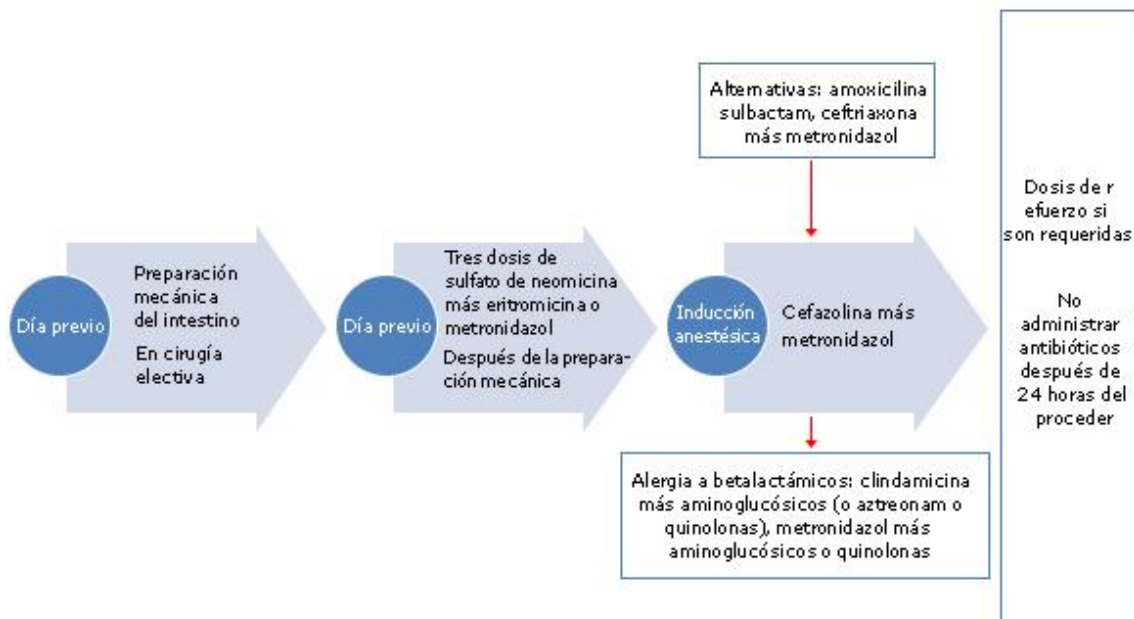 Alternativas: amoxicilina
sulbactam, ceftriaxona
más metronidazol
Día previo
Preparación
mecánica
del intestino
En cirugía
electiva
Día previo
Tres dosis de
sulfato de neomicina
más eritromicina o
metronidazol
Después de la prepara-
ción mecánica
Inducción
anestésica
Cefazolina más
metronidazol
Alergia a betalactámicos: clindamicina
más aminoglucósicos (o aztreonam o
quinolonas), metronidazol más
aminoglucósicos o quinolonas
Dosis de r
efuerzo si
son requeridas
No
administrar
antibióticos
después de
24 horas del
proceder